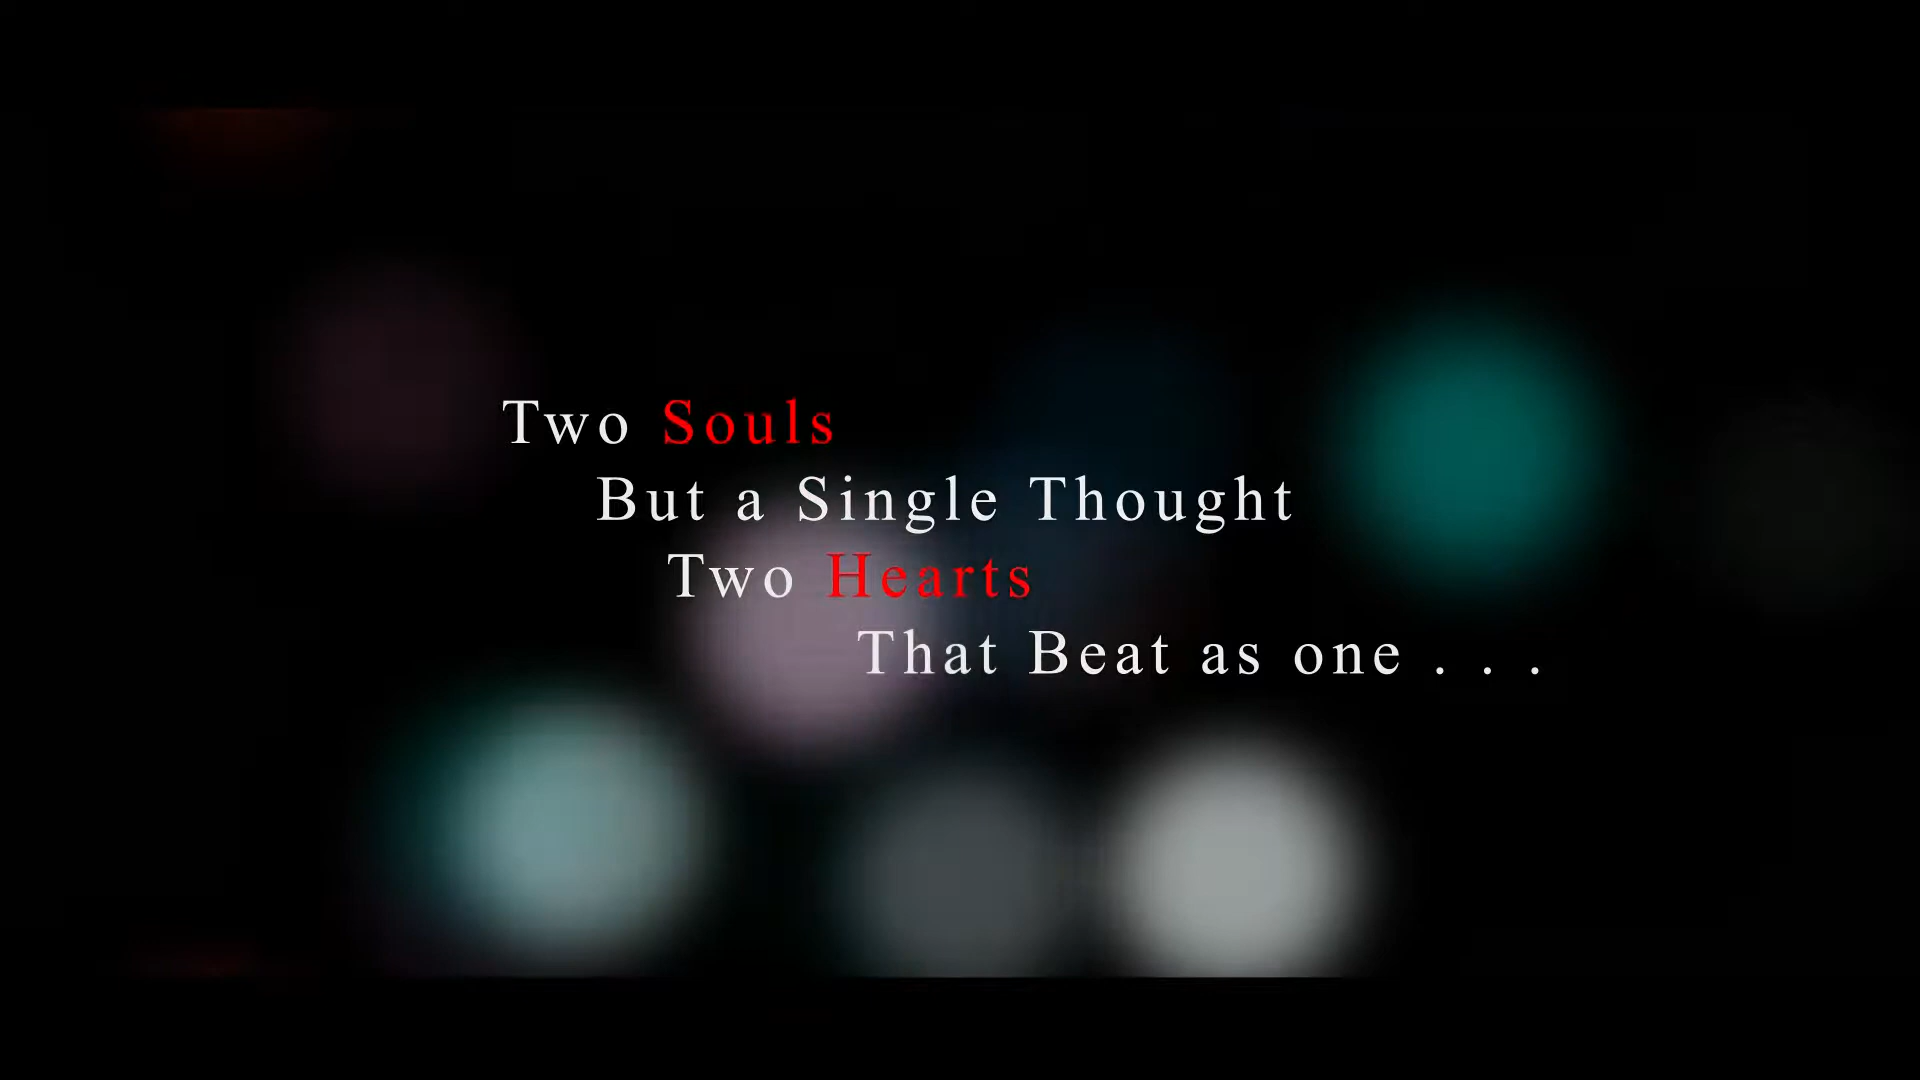 Two Souls
But a Single Thought
Two Hearts
That Beat as one . . .